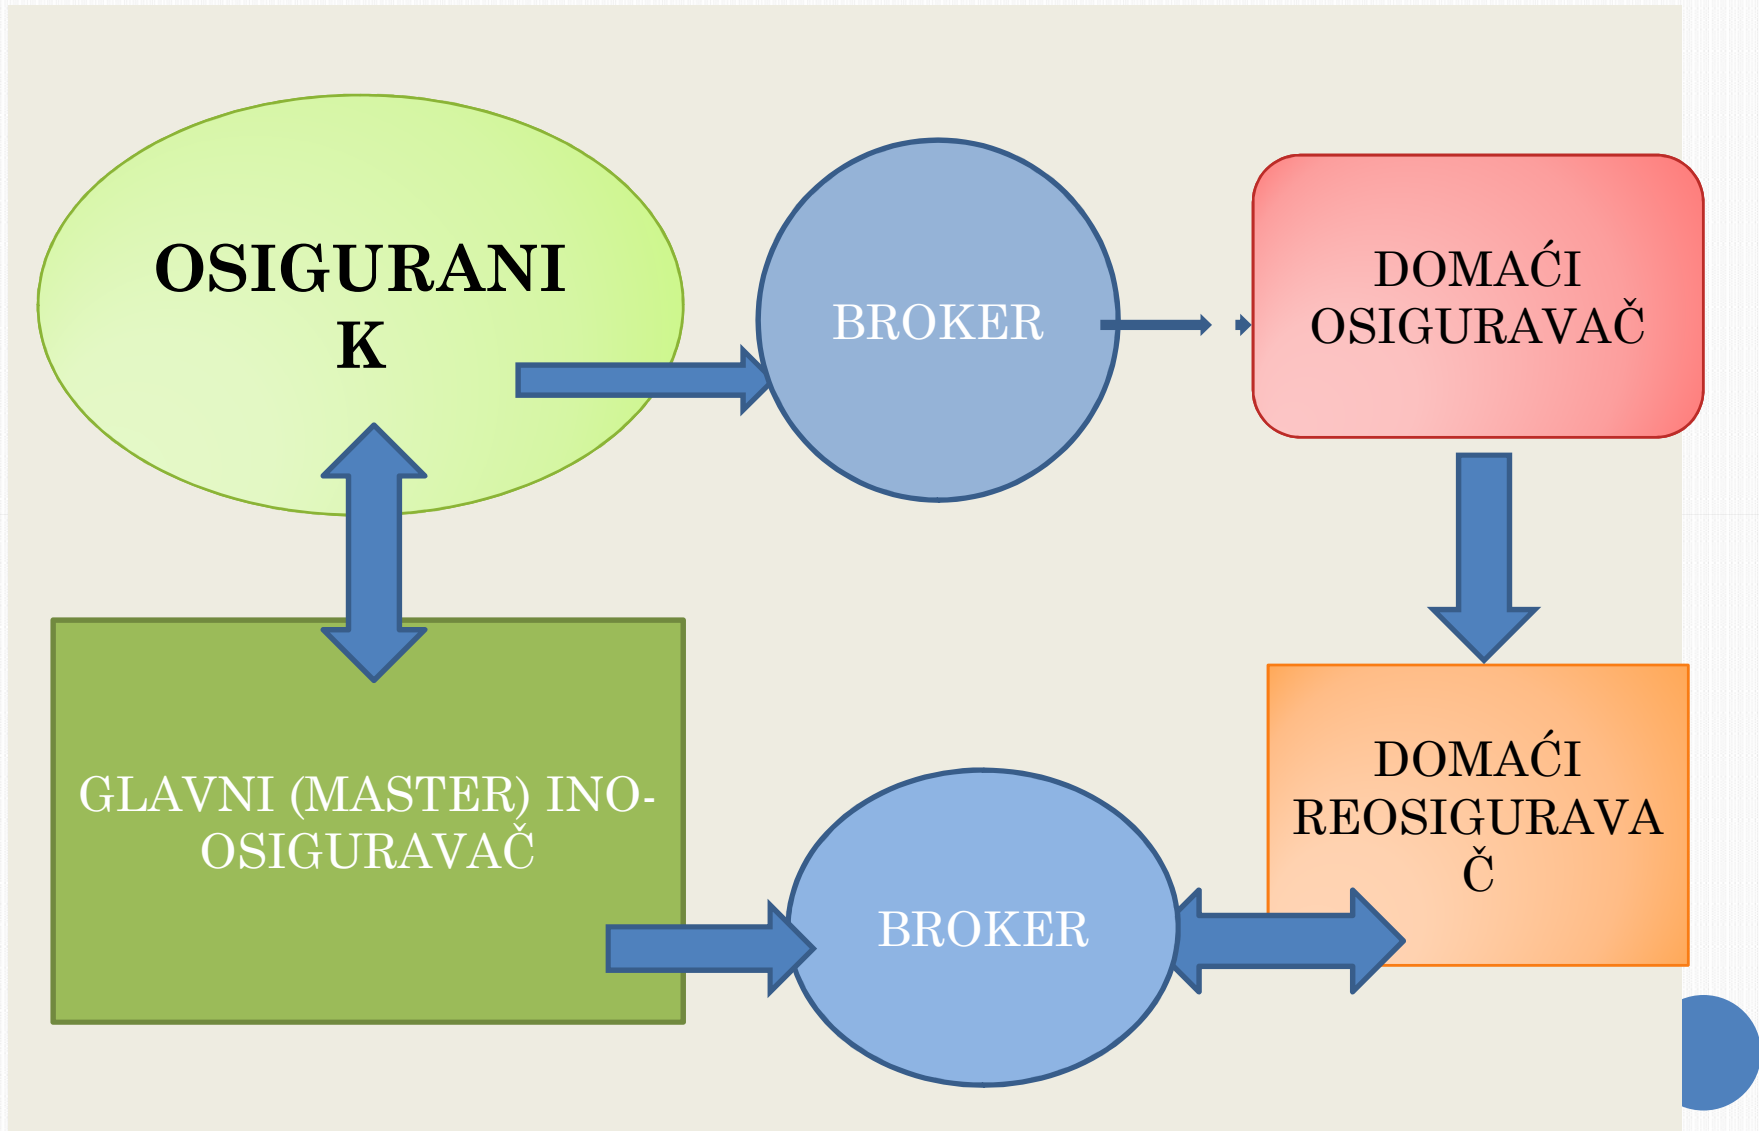 OSIGURANI
K
BROKER
DOMAĆI
OSIGURAVAČ
GLAVNI (MASTER) INO-
OSIGURAVAČ
BROKER
DOMAĆI
REOSIGURAVA
Č